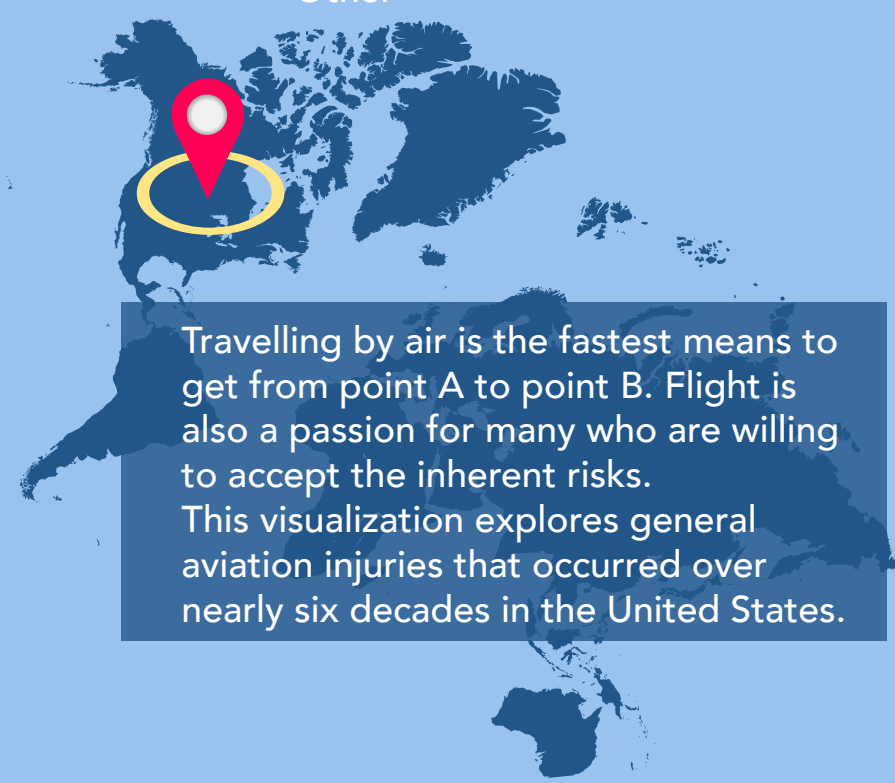 Other
Travelling by air is the fastest means to
get from point A to point B. Flight is
also a passion for many who are willing
to accept the inherent risks.
This visualization explores general
aviation injuries that occurred over
nearly six decades in the United States.